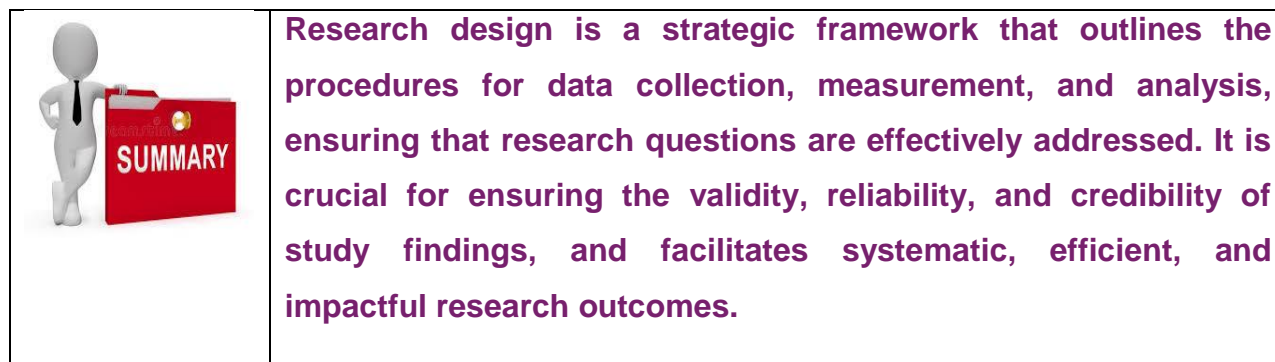 SUMMARY
Research design is a strategic framework that outlines the
procedures for data collection, measurement, and analysis,
ensuring that research questions are effectively addressed. It is
crucial for ensuring the validity, reliability, and credibility of
study findings, and facilitates systematic, efficient, and
impactful research outcomes.